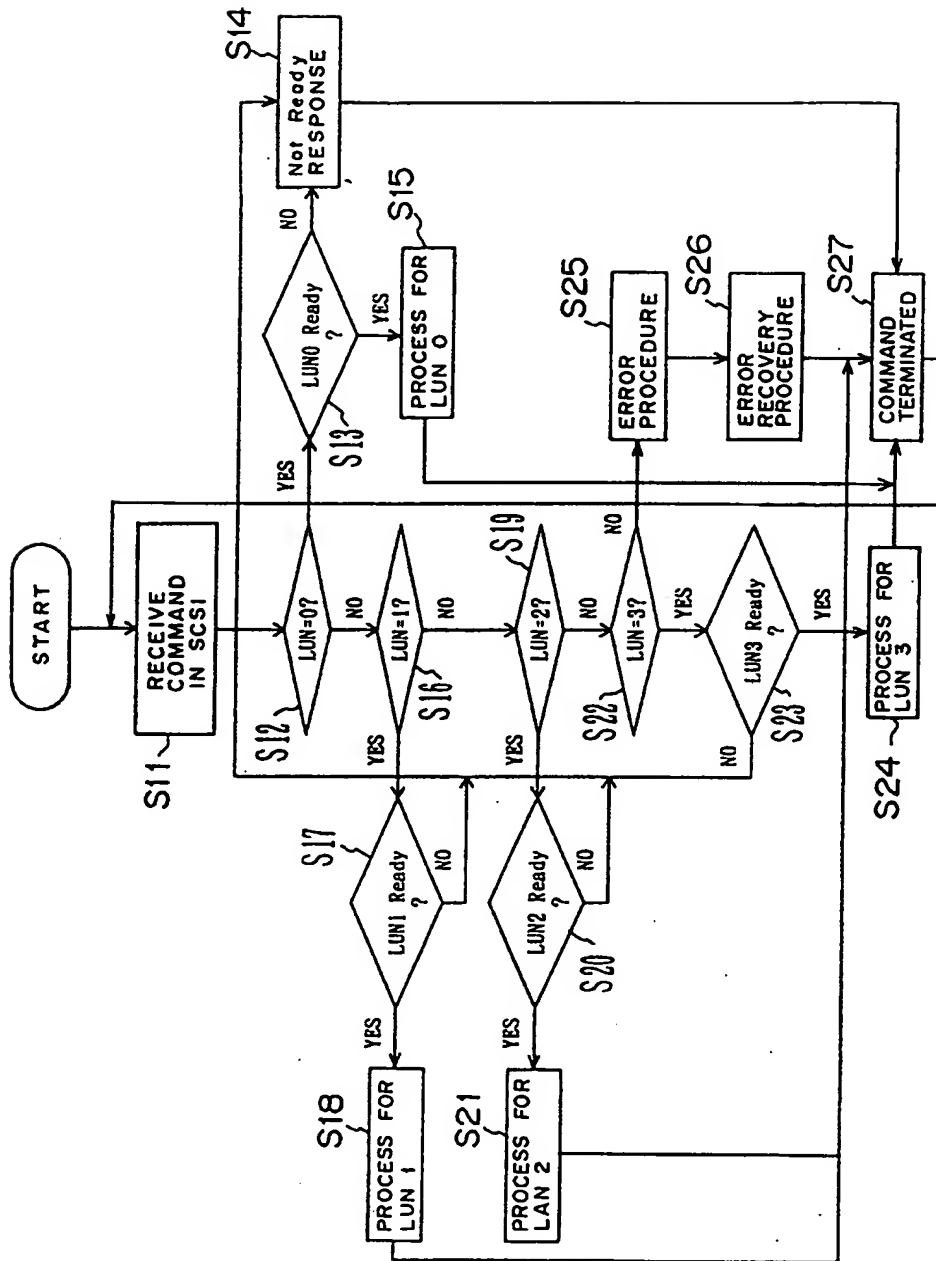 START
S11
RECEIVE
COMMAND
IN SCSI
S12
LUN=0?
YES
NO
S13
LUN0 Ready
?
NO
YES
S14
Not Ready
RESPONSE
S15
PROCESS FOR
LUN 0
S16
LUN=1?
YES
NO
S17
LUN1 Ready
?
NO
YES
S18
PROCESS FOR
LUN 1
S19
LUN=2?
YES
NO
S20
LUN2 Ready
?
NO
YES
S21
PROCESS FOR
LAN 2
S22
LUN=3?
NO
YES
S23
LUN3 Ready
?
NO
YES
S24
PROCESS FOR
LUN 3
S25
ERROR
PROCEDURE
S26
ERROR
RECOVERY
PROCEDURE
S27
COMMAND
TERMINATED